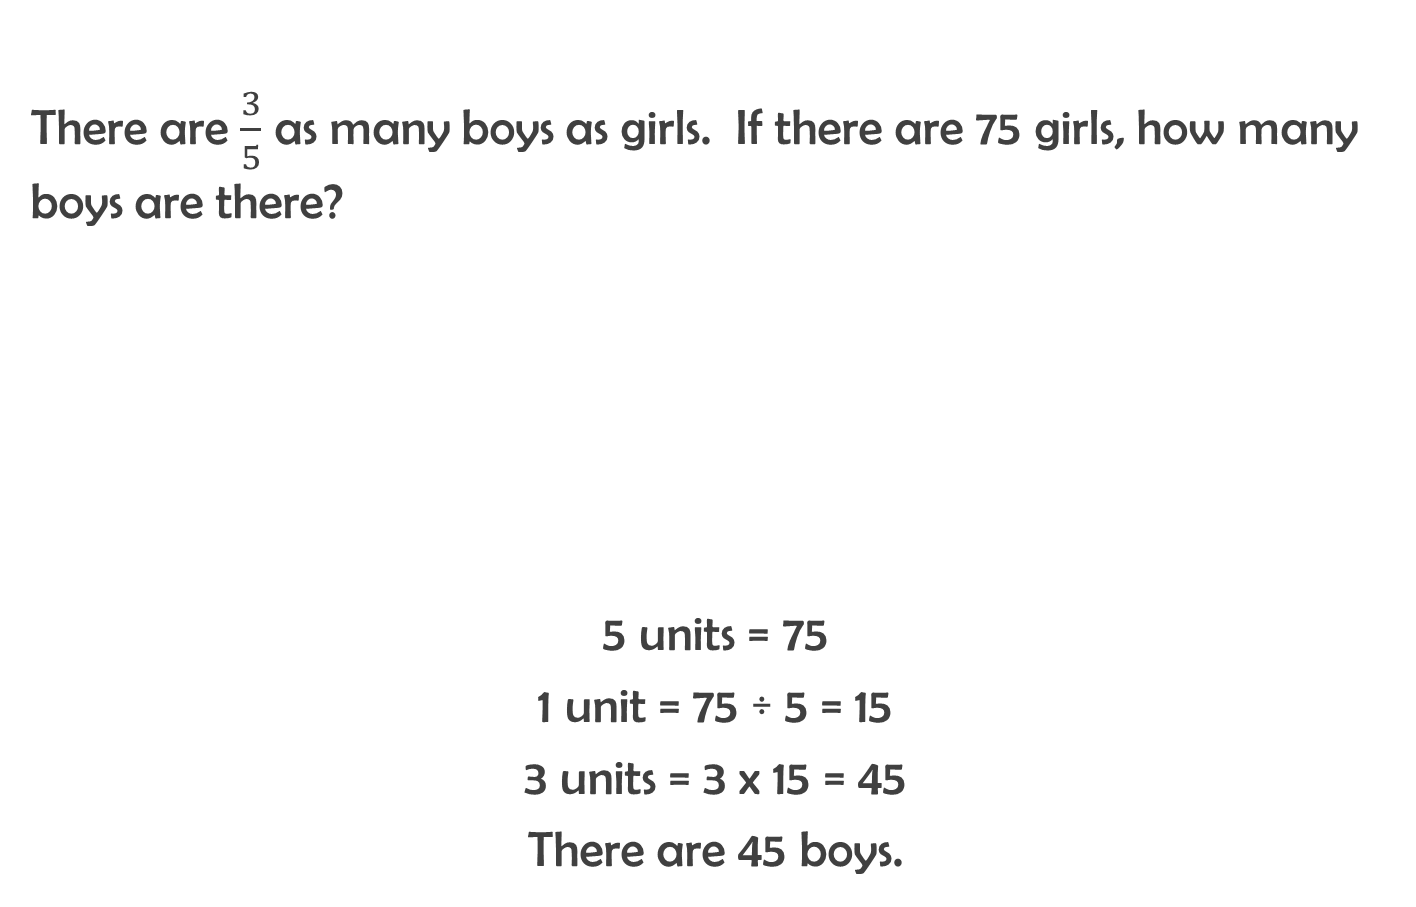 There are 3/5 as many boys as girls.  If there are 75 girls, how many
boys are there?
5 units = 75
1 unit = 75 ÷ 5 = 15
3 units = 3 x 15 = 45
There are 45 boys.